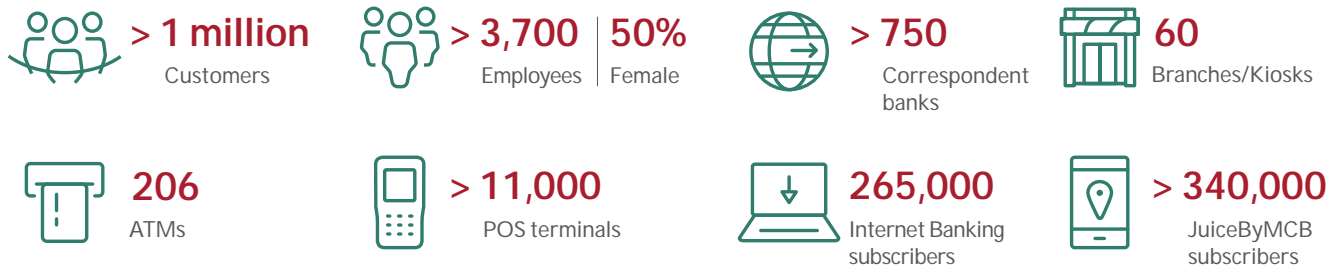 > 1 million
Customers
> 3,700
Employees
50%
Female
> 750
Correspondent
banks
60
Branches/Kiosks
206
ATMs
> 11,000
POS terminals
265,000
Internet Banking
subscribers
> 340,000
JuiceByMCB
subscribers